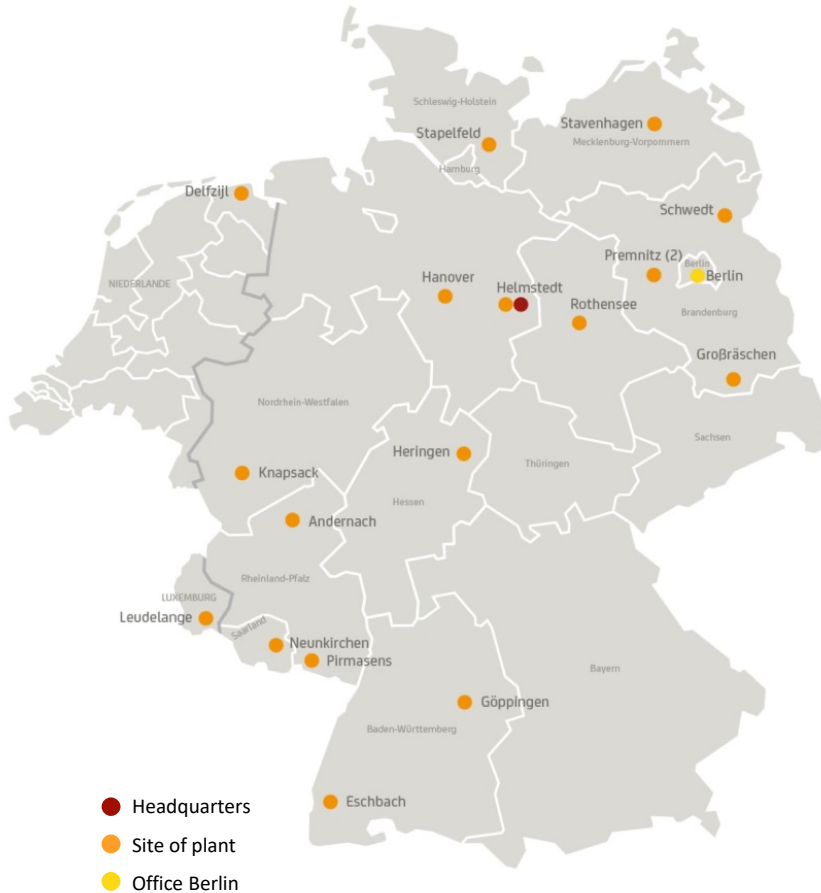 Schleswig-Holstein
Stapelfeld
Hamburg
Stavenhagen
Mecklenburg-Vorpommern
Delfzijl
Schwedt
Premnitz (2)
Berlin
Berlin
NIEDERLANDE
Hanover
Helmstedt
Rothensee
Brandenburg
Großräschen
Nordrhein-Westfalen
Sachsen
Heringen
Thüringen
Knapsack
Hessen
Andernach
Rheinland-Pfalz
LUXEMBURG
Leudelange
Saarland
Neunkirchen
Pirmasens
Bayern
Göppingen
Baden-Württemberg
Eschbach
Headquarters
Site of plant
Office Berlin